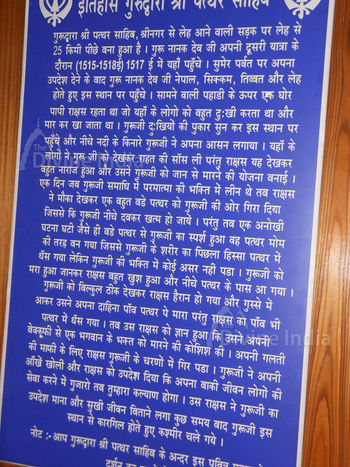 इतिहास गुरूद्वारा श्री पत्थर साहिब
गुरूद्वारा श्री पत्थर साहिब, श्रीनगर से लेह आने वाली सड़क पर लेह से
25 किमी पीछे बना हुआ है। गुरू नानक देव जी अपनी दूसरी यात्रा के
दौरान (1515-1518ई) 1517 ई में यहाँ पहुँचे। सुमेर पर्वत पर अपना
उपदेश देने के बाद गुरू नानक देव जी नेपाल, सिक्कम, तिब्बत और लेह
होते हुए इस स्थान पर पहुँचे। सामने वाली पहाडी के ऊपर एक घोर
पापी राक्षस रहता था जो यहाँ के लोगों को बहुत दुःखी करता था और
मार कर खा जाता था। गुरूजी दुःखियों की पुकार सुन कर इस स्थान पर
पहुँचे और नीचे नदी के किनारे गुरूजी ने अपना आसन लगाया। यहाँ के
लोगों ने गुरू जी को देखकर राहत की साँस ली परंतु राक्षस यह देखकर
बहुत नाराज हुआ और उसने गुरूजी को जान से मारने की योजना बनाई।
एक दिन जब गुरूजी समाधि में परमात्मा की भक्ति में लीन थे तब राक्षस
ने मौका देखकर एक बहुत बडे पत्थर को गुरूजी की ओर गिरा दिया
जिससे कि गुरूजी नीचे दवकर खत्म हो जाये। परंतु तब एक अनोखी
घटना घटी जैसे ही बडे पत्थर से गुरूजी का स्पर्श हुआ वह पत्थर मोम
की तरह बन गया जिससे गुरूजी के शरीर का पिछला हिस्सा पत्थर में
धँस गया लेकिन गुरूजी की भक्ति में कोई असर नही पडा। गुरूजी को
मरा हुआ जानकर राक्षस बहुत खुश हुआ और नीचे पत्थर के पास आ गया।
गुरूजी को बिल्कुल ठीक देखकर राक्षस हैरान हो गया और गुस्से में
आकर उसने अपना दाहिना पाँव पत्थर पे मारा परंतु राक्षस का पाँव भी
पत्थर में धँस गया। तब उस राक्षस को ज्ञान हुआ कि उसने अपनी
बेवकूफी से एक भगवान के भक्त को मारने की कोशिश की। अपनी गलती
की माफी के लिए राक्षस गुरूजी के चरणों में गिर पडा। गुरूजी ने अपनी
आँखे खोली और राक्षस को उपदेश दिया कि अपना वाकी जीवन लोगों की
सेवा करने में गुजारो तब तुम्हारा कल्याण होगा। उस राक्षस ने गुरूजी का
उपदेश माना और सुखी जीवन बिताने लगा कुछ समय वाद गुरूजी इस
स्थान से कारगिल होते हुए कश्मीर चले गये।
नोट :- आप गुरूद्वारा श्री पत्थर साहिब के अन्दर इस पवित्र